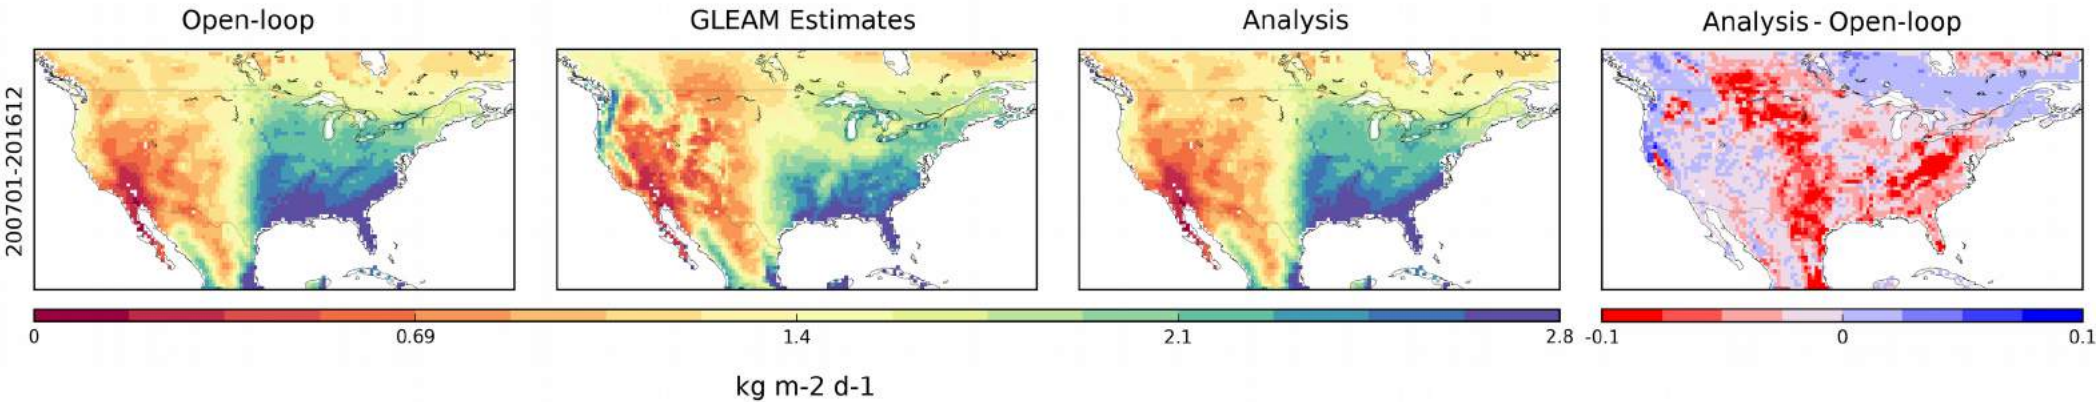 Open-loop
GLEAM Estimates
Analysis
Analysis - Open-loop
200701-201612
0 0.69 1.4 2.1 2.8
-0.1 0 0.1
kg m-2 d-1